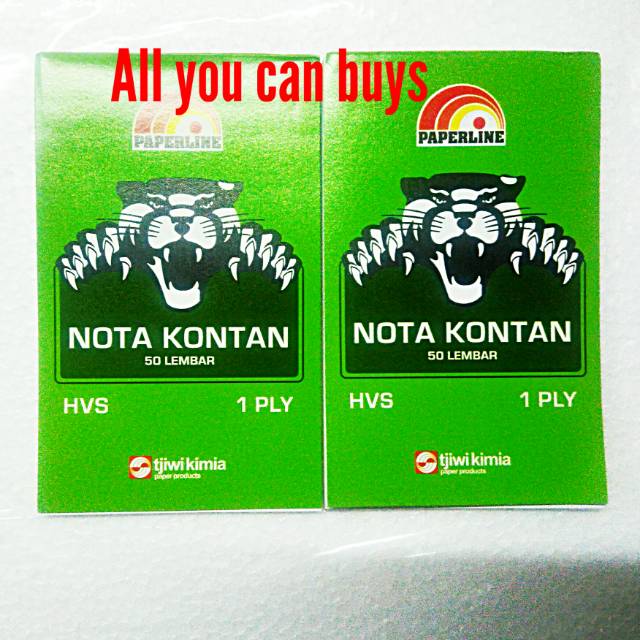 All you can buys
PAPERLINE
NOTA KONTAN
50 LEMBAR
HVS
1 PLY
tjiwi kimia
paper products
PAPERLINE
NOTA KONTAN
50 LEMBAR
HVS
1 PLY
tjiwi kimia
paper products